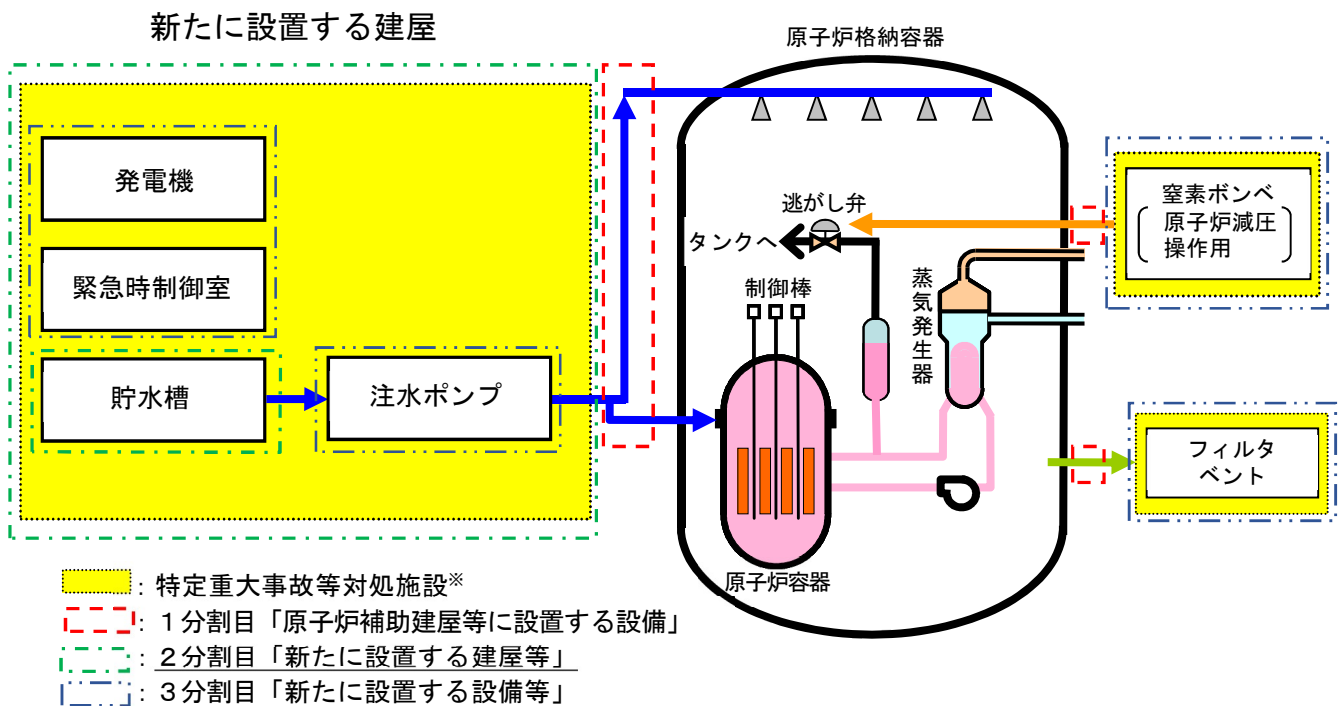 新たに設置する建屋
原子炉格納容器
発電機
緊急時制御室
貯水槽
注水ポンプ
逃がし弁
タンクへ
制御棒
蒸気発生器
原子炉容器
窒素ボンベ
原子炉減圧
操作用
フィルタ
ベント
：特定重大事故等対処施設※
：１分割目「原子炉補助建屋等に設置する設備」
：２分割目「新たに設置する建屋等」
：３分割目「新たに設置する設備等」